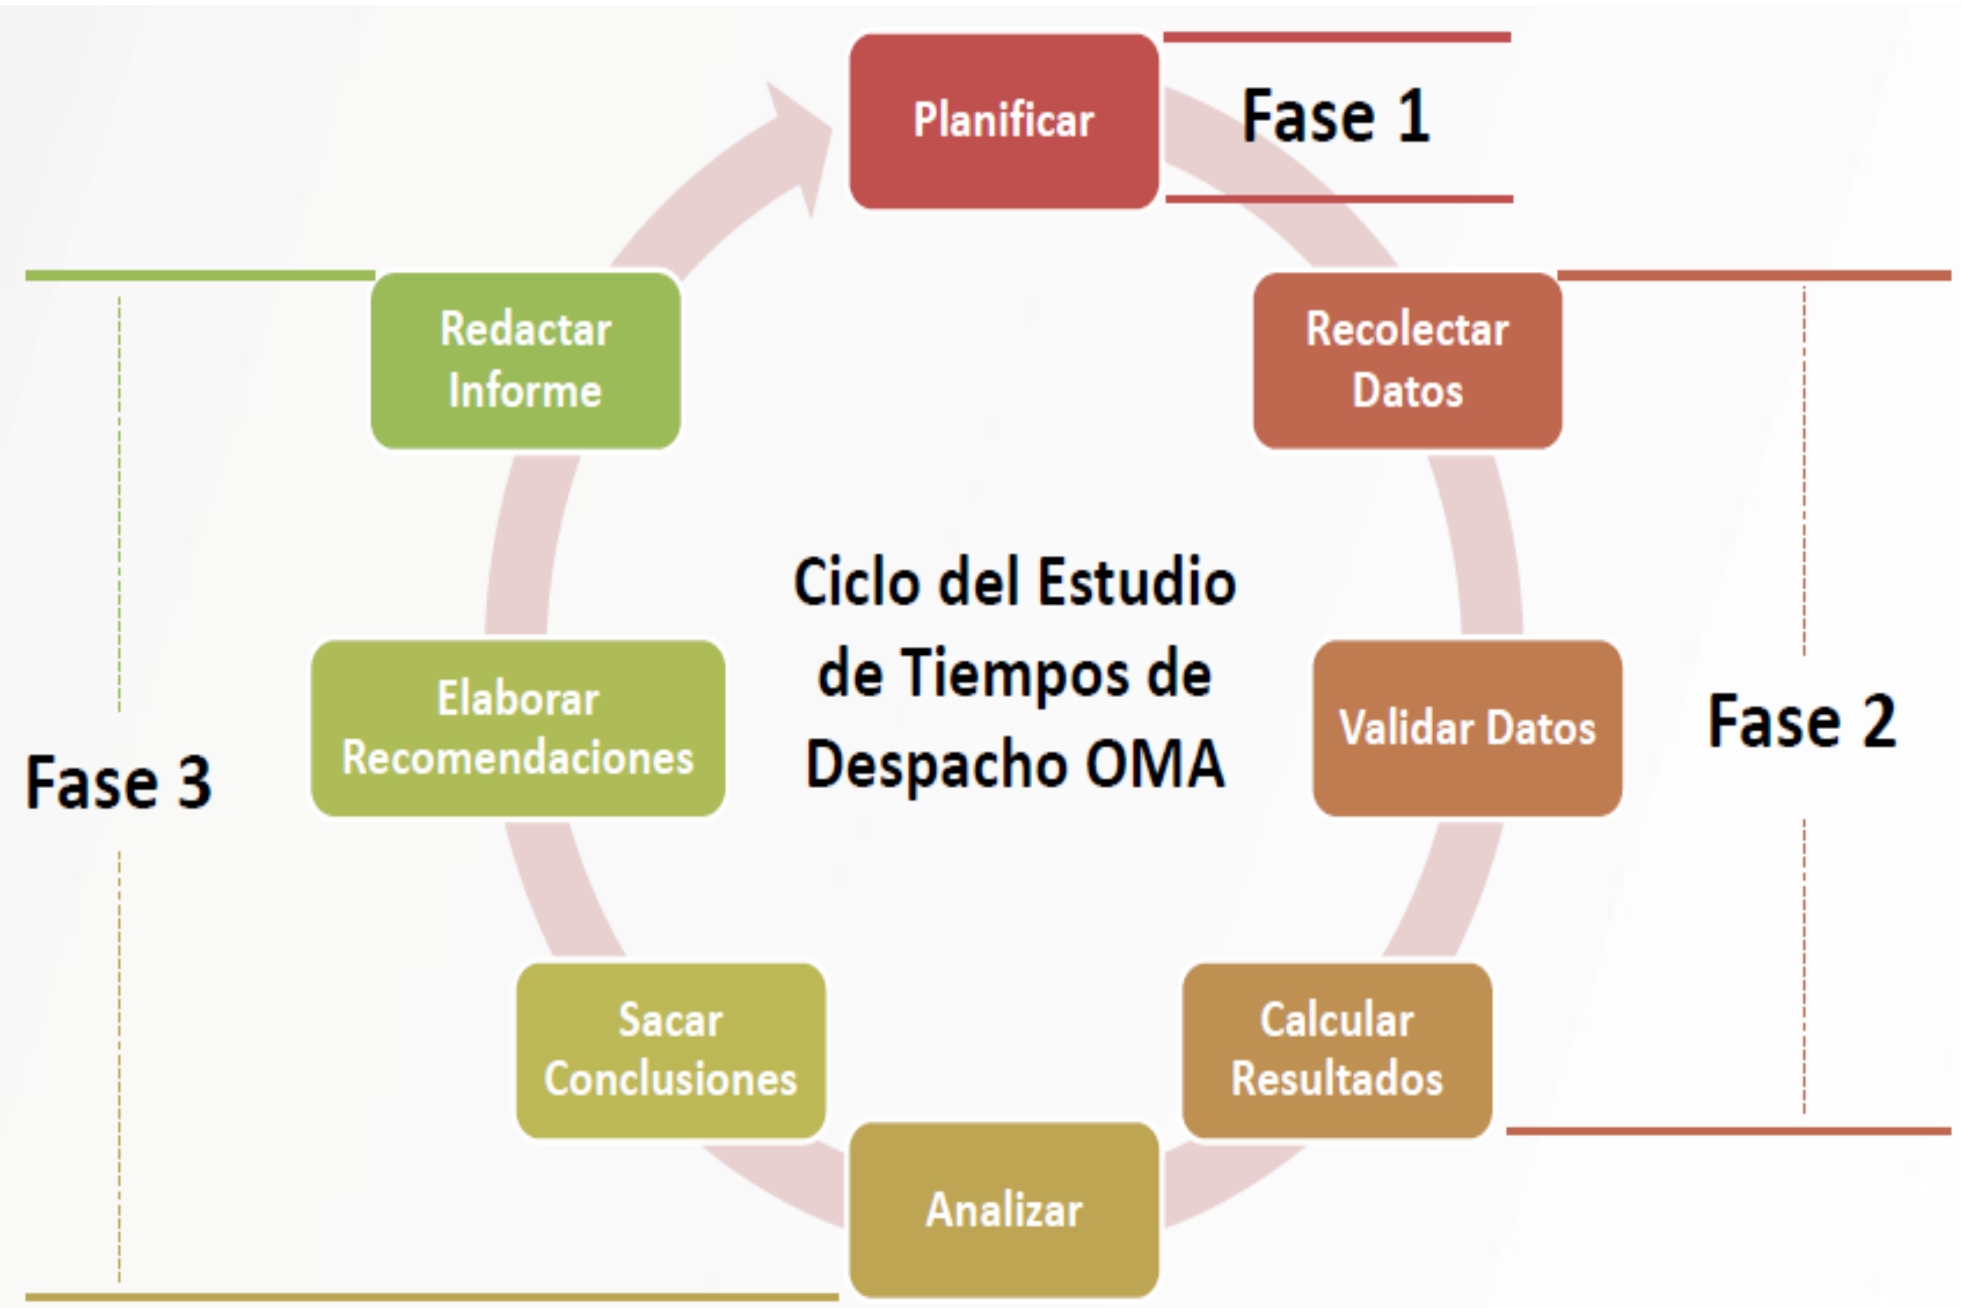 Planificar
Fase 1
Recolectar
Datos
Validar Datos
Fase 2
Calcular
Resultados
Analizar
Sacar
Conclusiones
Elaborar
Recomendaciones
Fase 3
Redactar
Informe
Ciclo del Estudio
de Tiempos de
Despacho OMA